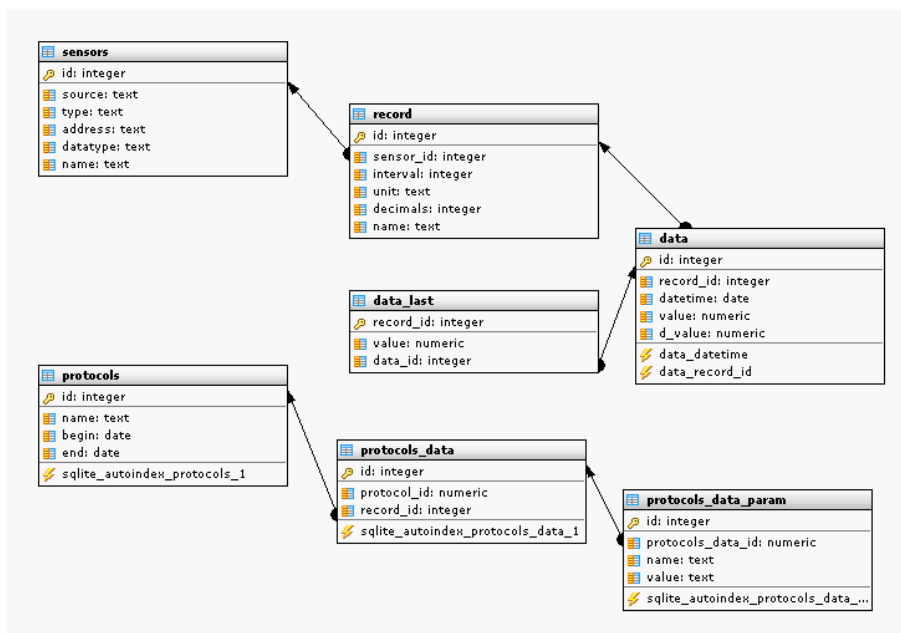 sensors
id: integer
source: text
type: text
address: text
datatype: text
name: text
record
id: integer
sensor_id: integer
interval: integer
unit: text
decimals: integer
name: text
data
id: integer
record_id: integer
datetime: date
value: numeric
d_value: numeric
data_datetime
data_record_id
data_last
record_id: integer
value: numeric
data_id: integer
protocols
id: integer
name: text
begin: date
end: date
sqlite_autoindex_protocols_1
protocols_data
id: integer
protocol_id: numeric
record_id: integer
sqlite_autoindex_protocols_data_1
protocols_data_param
id: integer
protocols_data_id: numeric
name: text
value: text
sqlite_autoindex_protocols_data_...